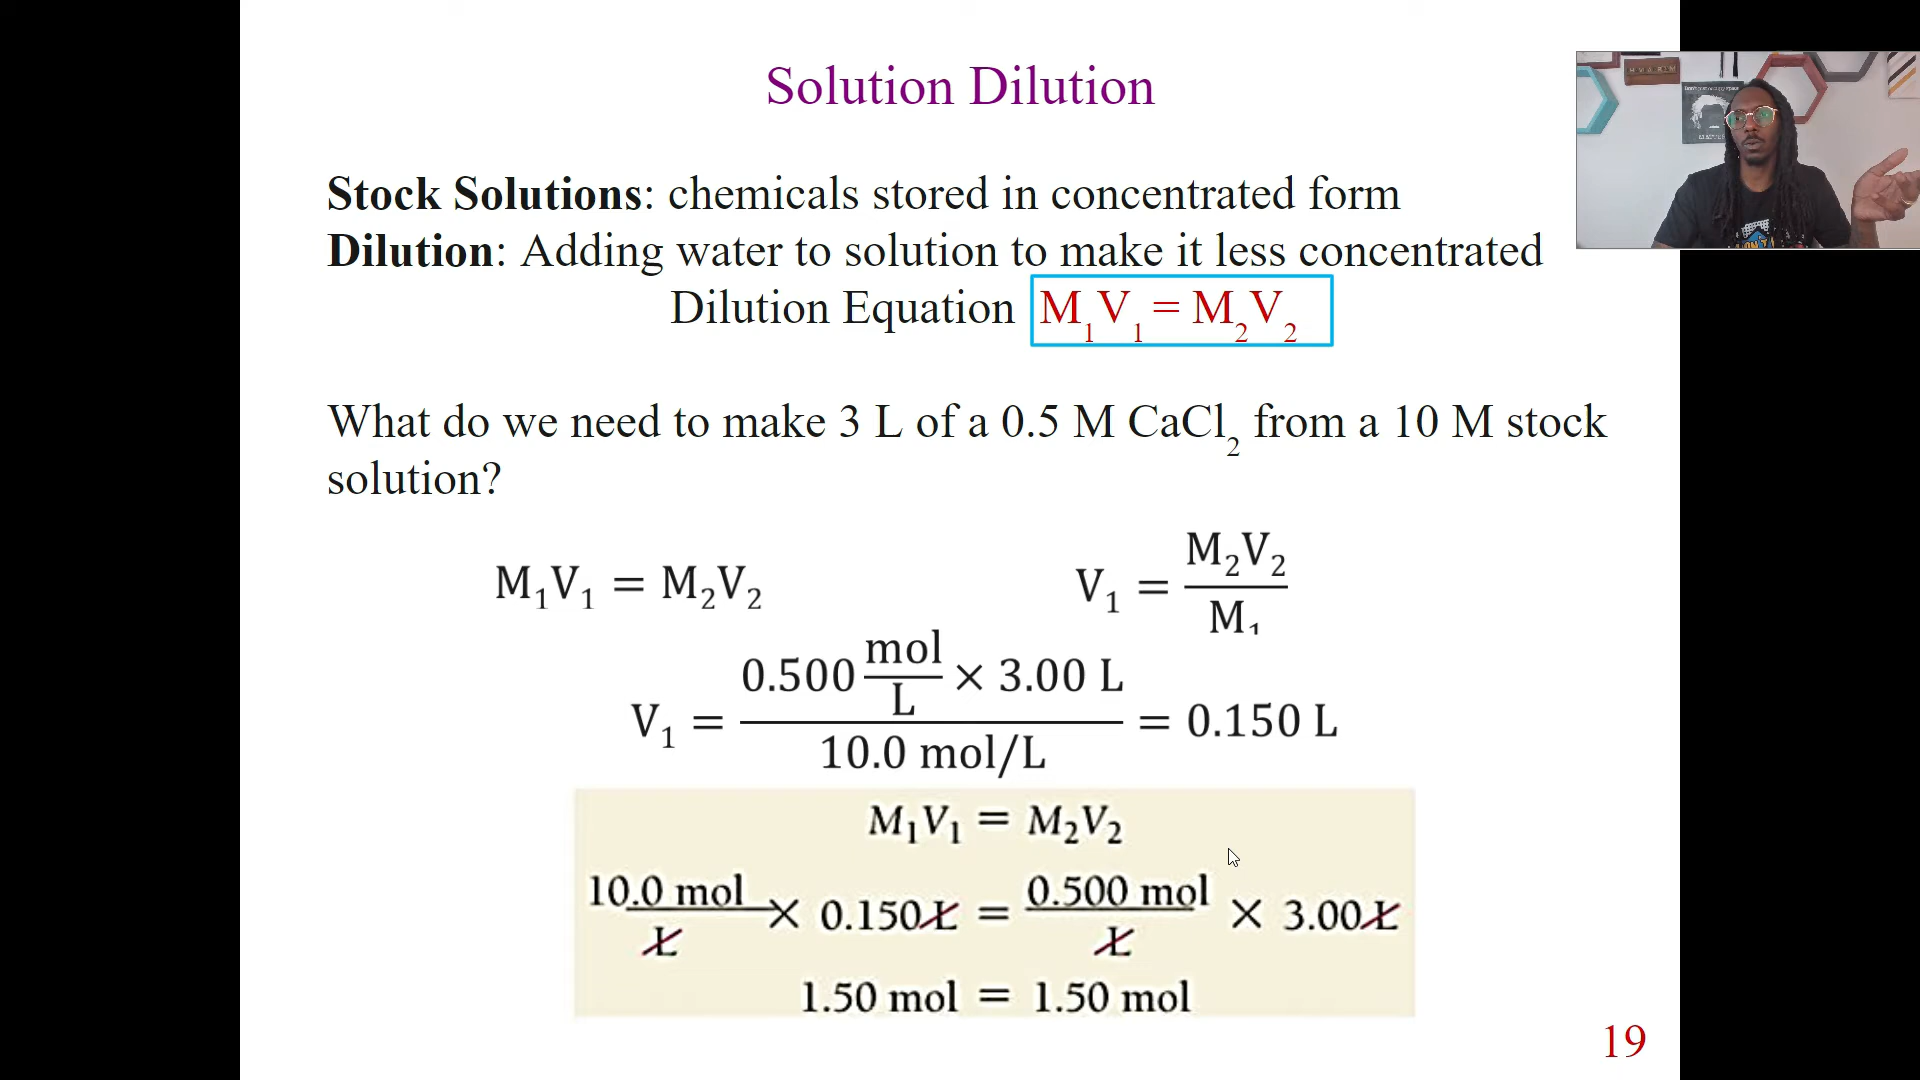 Solution Dilution
Stock Solutions: chemicals stored in concentrated form
Dilution: Adding water to solution to make it less concentrated
Dilution Equation M₁V₁ = M₂V₂
What do we need to make 3 L of a 0.5 M CaCl₂ from a 10 M stock
solution?
M₁V₁ = M₂V₂
V₁ = M₂V₂ / M₁
V₁ = 0.500 mol/L × 3.00 L / 10.0 mol/L = 0.150 L
M₁V₁ = M₂V₂
10.0 mol / L × 0.150 L = 0.500 mol / L × 3.00 L
1.50 mol = 1.50 mol
19